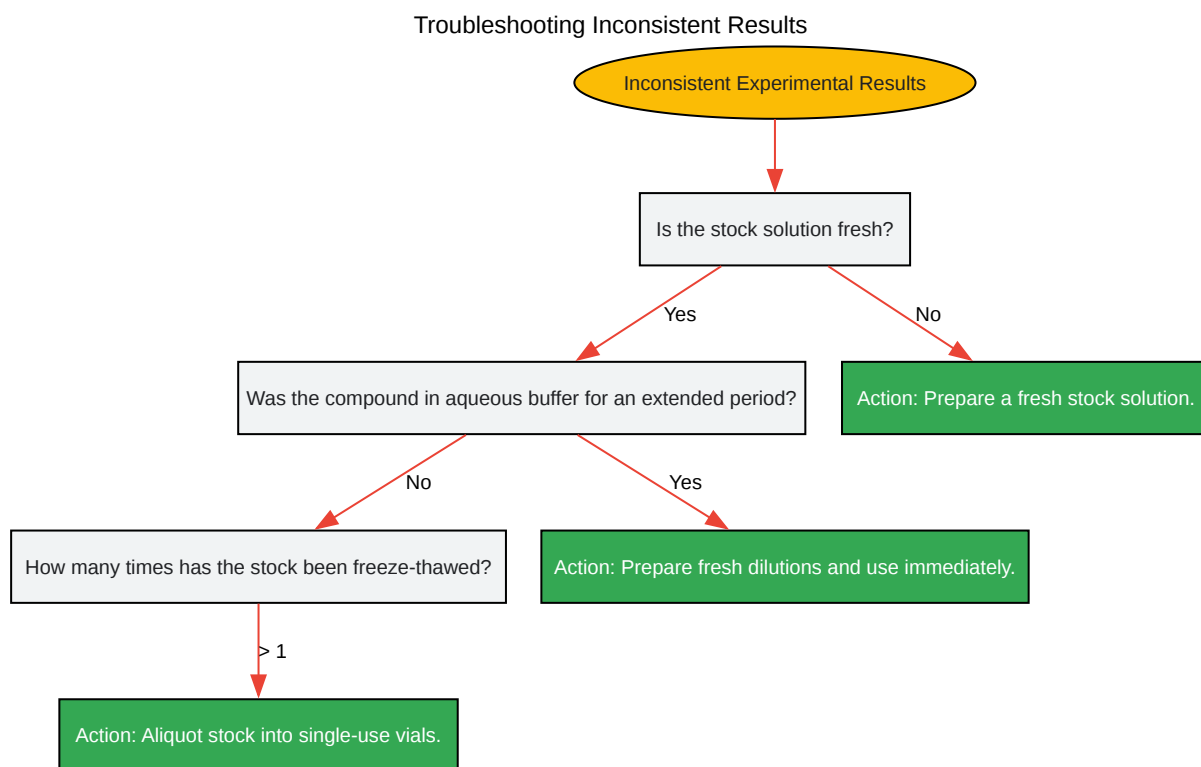 Troubleshooting Inconsistent Results
Inconsistent Experimental Results
Is the stock solution fresh?
Yes
No
Was the compound in aqueous buffer for an extended period?
Action: Prepare a fresh stock solution.
No
Yes
How many times has the stock been freeze-thawed?
Action: Prepare fresh dilutions and use immediately.
> 1
Action: Aliquot stock into single-use vials.